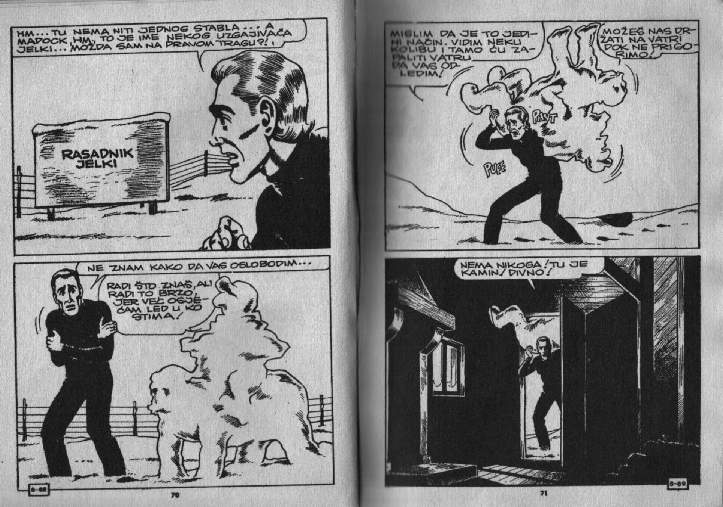 HM... TU NEMA NITI JEDNOG STABLA... A
MADOCK, HM, TO JE IME NEKOG UZGAJIVAČA
JELKI... MOŽDA SAM NA PRAVOM TRAGU?!
RASADNIK
JELKI
NE ZNAM KAKO DA VAS OSLOBODIM...
RADI ŠTO ZNAŠ, ALI
RADI TO BRZO,
JER VEĆ OSJE-
ĆAM LED U KO
STIMA!
70
MISLIM DA JE TO JEDI-
NI NAČIN. VIDIM NEKU
KOLIBU I TAMO ĆU ZA-
PALITI VATRU
DA VAS OD-
LEDIM!
MOŽEŠ NAS DR-
ŽATI NA VATRI
DOK NE PRIGO-
RIMO!
PUFF
NEMA NIKOGA! TU JE
KAMIN! DIVNO!
71